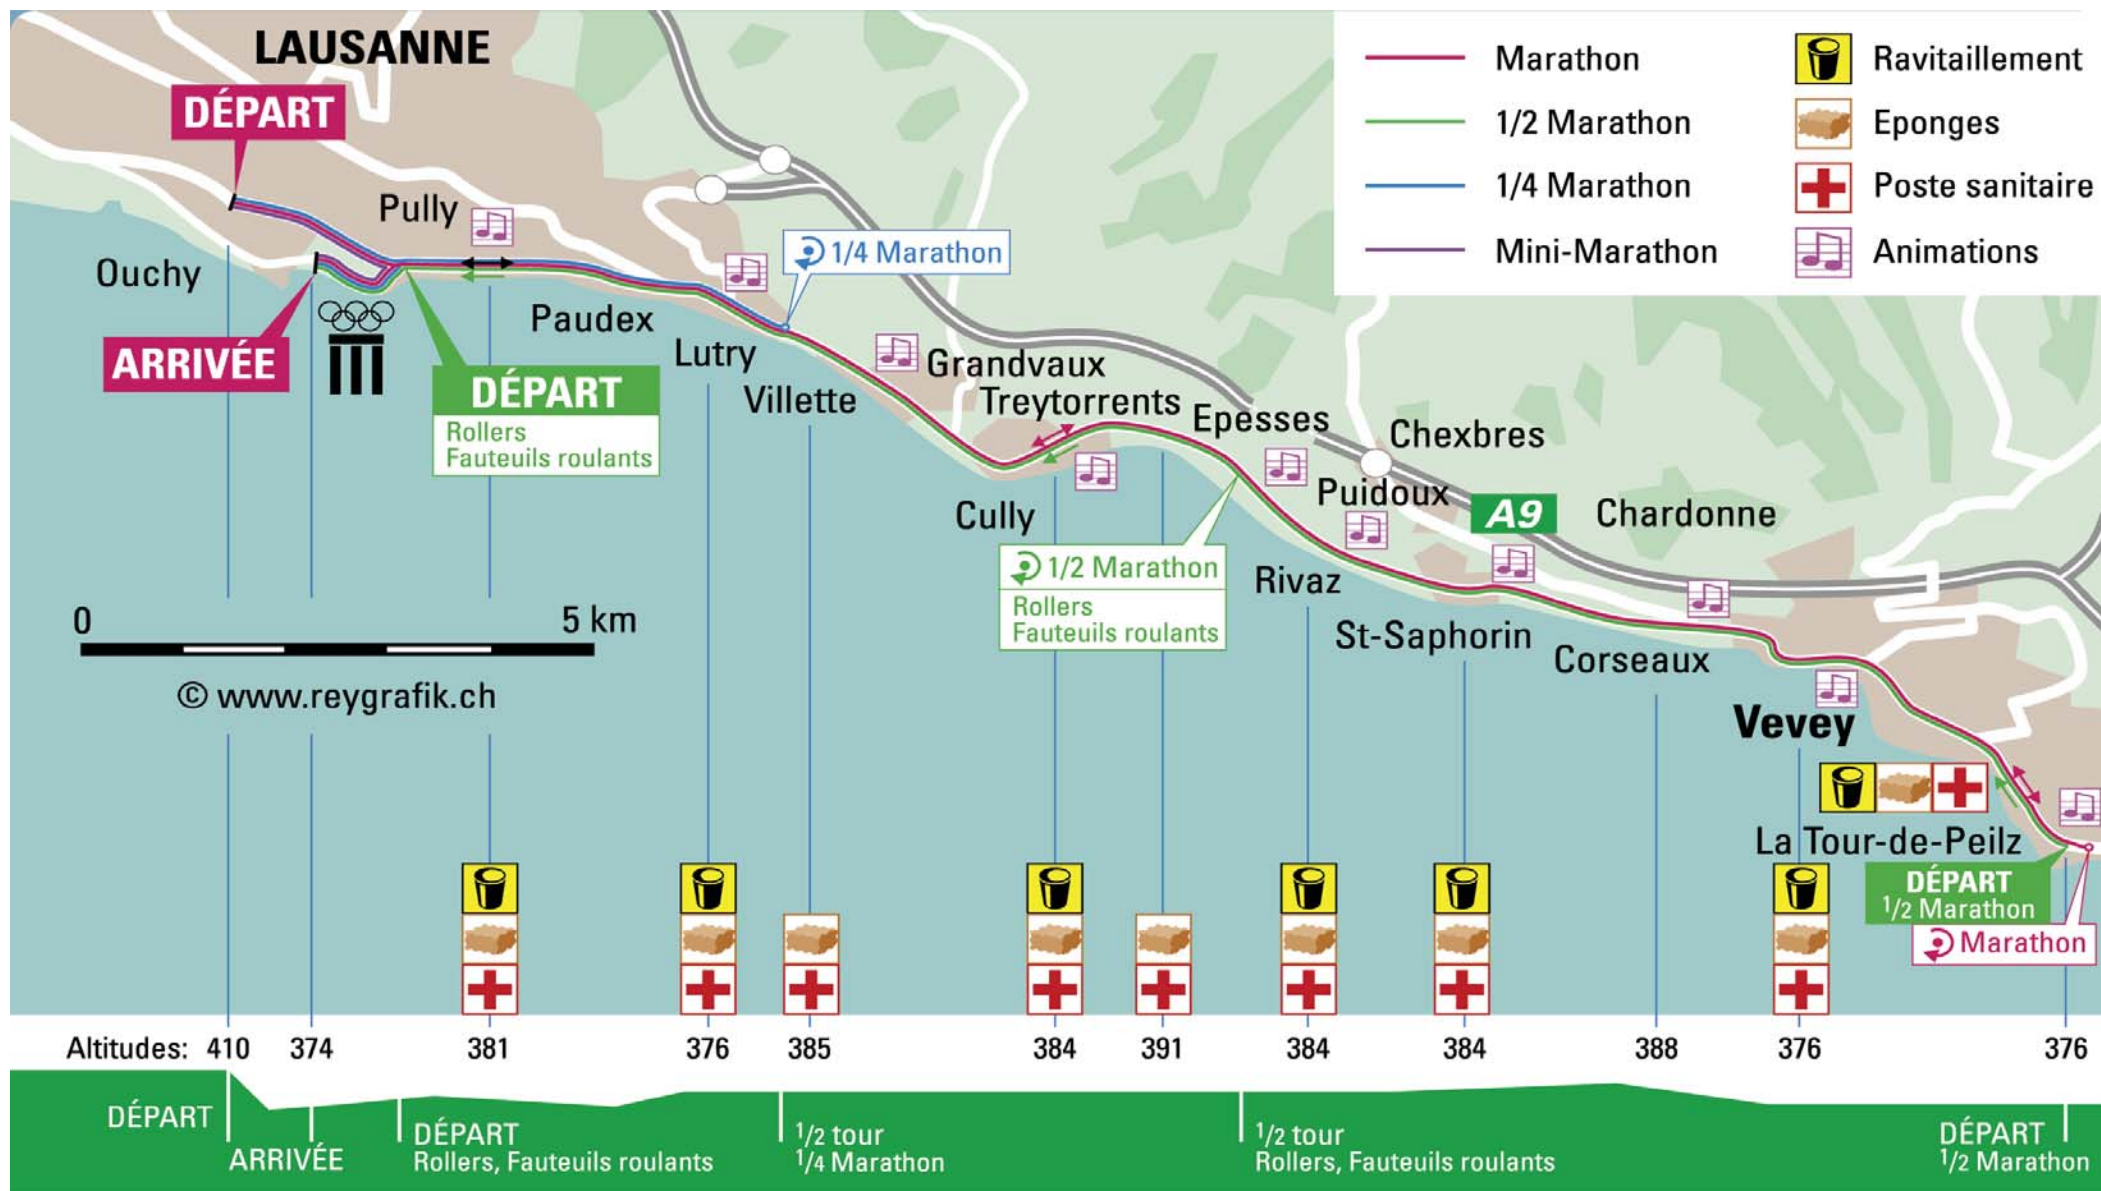 LAUSANNE
DÉPART
Pully
Ouchy
ARRIVÉE
DÉPART
Rollers
Fauteuils roulants
Paudex
Lutry
Villette
1/4 Marathon
Grandvaux
Treytorrents
Epesses
Cully
1/2 Marathon
Rollers
Fauteuils roulants
Chexbres
Puidoux
A9
Chardonne
Rivaz
St-Saphorin
Corseaux
Vevey
La Tour-de-Peilz
DÉPART
1/2 Marathon
Marathon
Marathon
1/2 Marathon
1/4 Marathon
Mini-Marathon
Ravitaillement
Eponges
Poste sanitaire
Animations
0 5 km
© www.reygrafik.ch
Altitudes: 410 374 381 376 385 384 391 384 384 388 376 376
DÉPART
ARRIVÉE
DÉPART
Rollers, Fauteuils roulants
1/2 tour
1/4 Marathon
1/2 tour
Rollers, Fauteuils roulants
DÉPART
1/2 Marathon